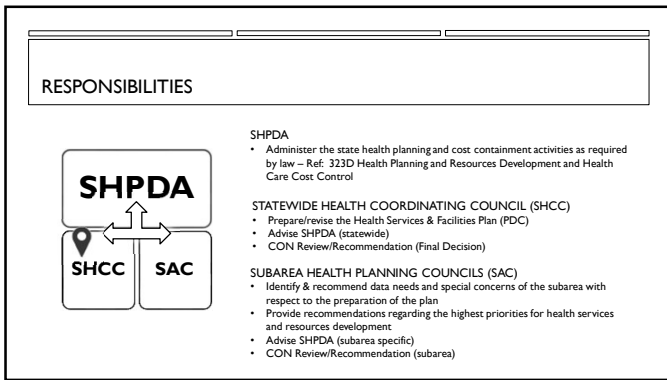 RESPONSIBILITIES
SHPDA
SHCC
SAC
SHPDA
• Administer the state health planning and cost containment activities as required
by law – Ref: 323D Health Planning and Resources Development and Health
Care Cost Control
STATEWIDE HEALTH COORDINATING COUNCIL (SHCC)
• Prepare/revise the Health Services & Facilities Plan (PDC)
• Advise SHPDA (statewide)
• CON Review/Recommendation (Final Decision)
SUBAREA HEALTH PLANNING COUNCILS (SAC)
• Identify & recommend data needs and special concerns of the subarea with
respect to the preparation of the plan
• Provide recommendations regarding the highest priorities for health services
and resources development
• Advise SHPDA (subarea specific)
• CON Review/Recommendation (subarea)